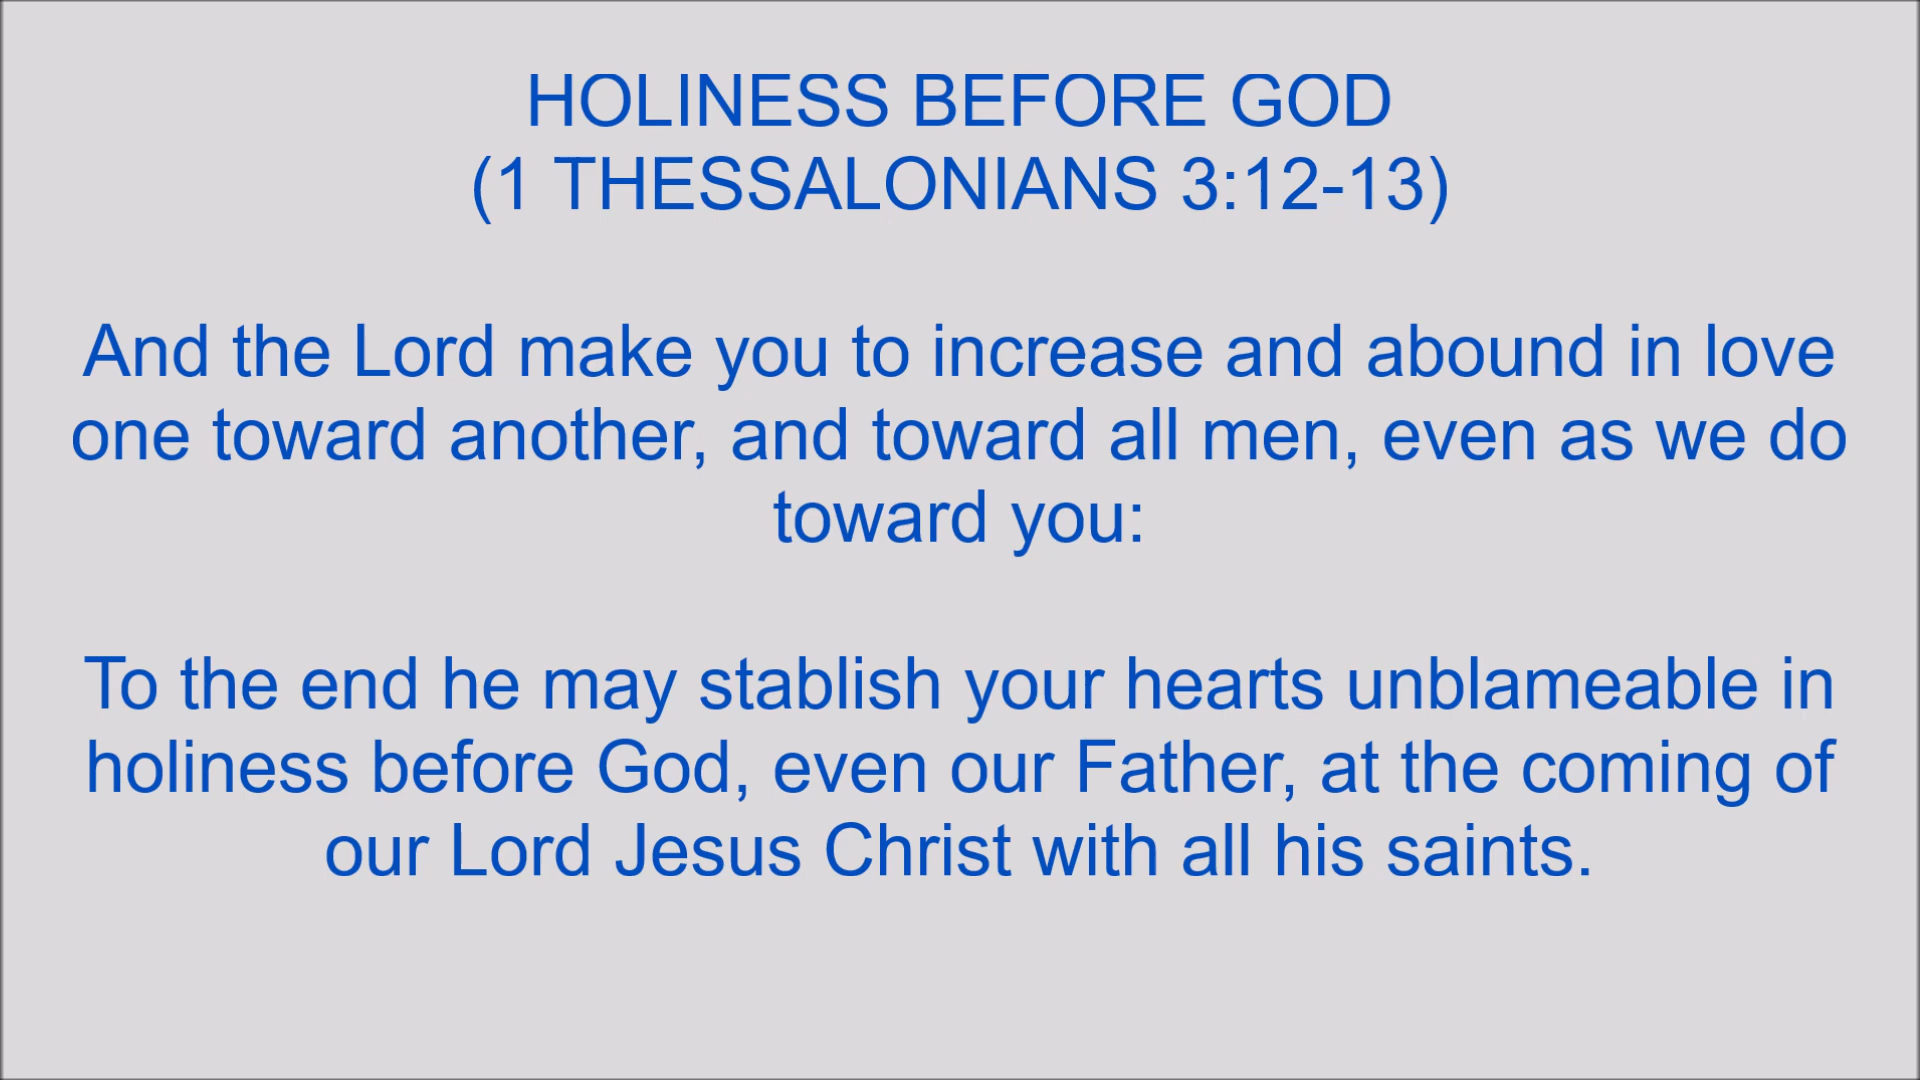 HOLINESS BEFORE GOD
(1 THESSALONIANS 3:12-13)
And the Lord make you to increase and abound in love
one toward another, and toward all men, even as we do
toward you:
To the end he may stablish your hearts unblameable in
holiness before God, even our Father, at the coming of
our Lord Jesus Christ with all his saints.